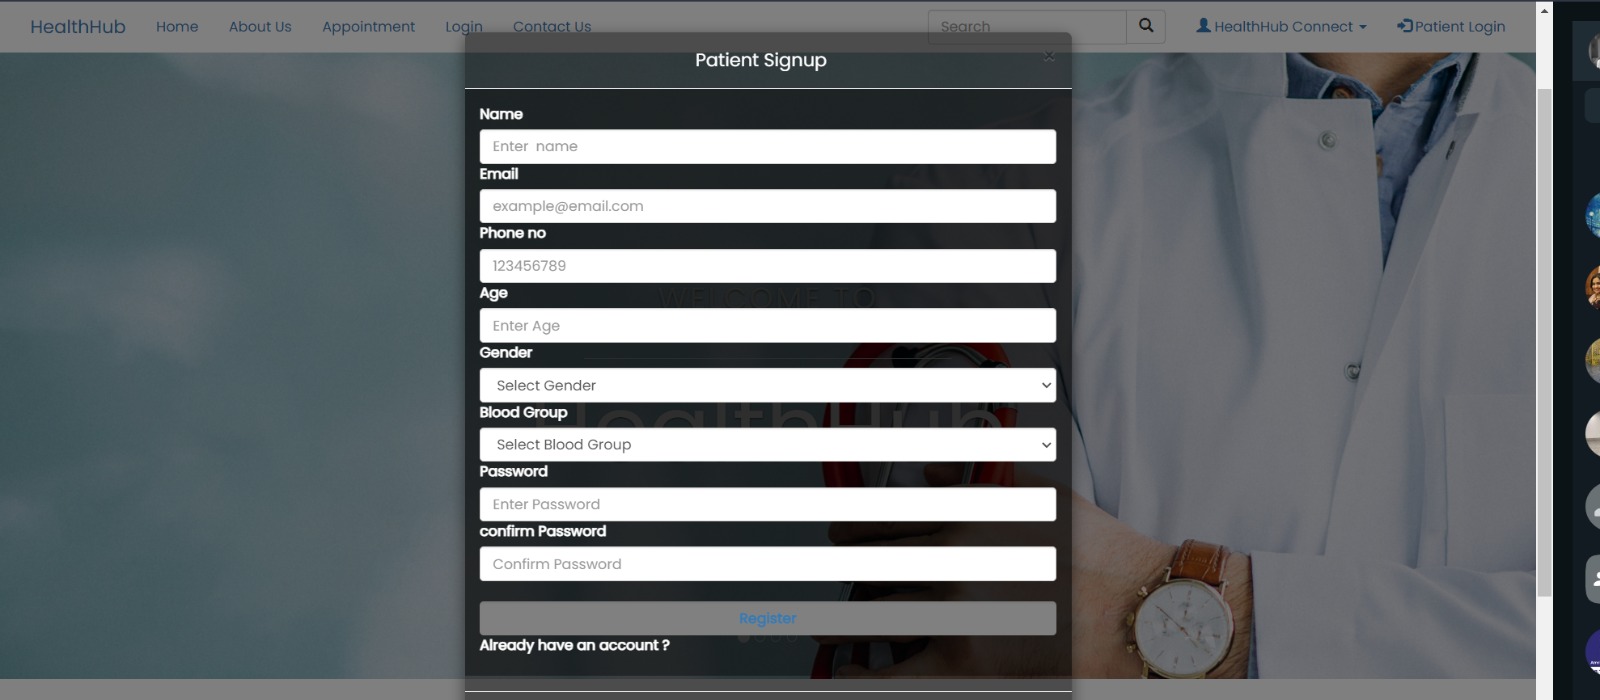 HealthHub Home About Us Appointment Login Contact Us Search HealthHub Connect Patient Login
Patient Signup
×
Name
Enter name
Email
example@email.com
Phone no
123456789
WELCOME TO
Age
Enter Age
Gender
Select Gender
HealthHub
Blood Group
Select Blood Group
Password
Enter Password
confirm Password
Confirm Password
Register
Already have an account ?